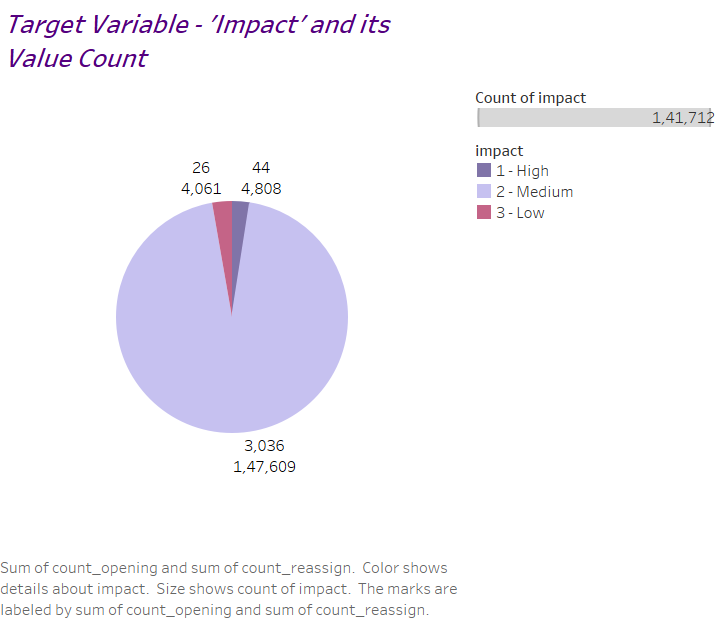 Target Variable - 'Impact' and its
Value Count
Count of impact
1,41,712
impact
1 - High
2 - Medium
3 - Low
26
4,061
44
4,808
3,036
1,47,609
Sum of count_opening and sum of count_reassign. Color shows
details about impact. Size shows count of impact. The marks are
labeled by sum of count_opening and sum of count_reassign.